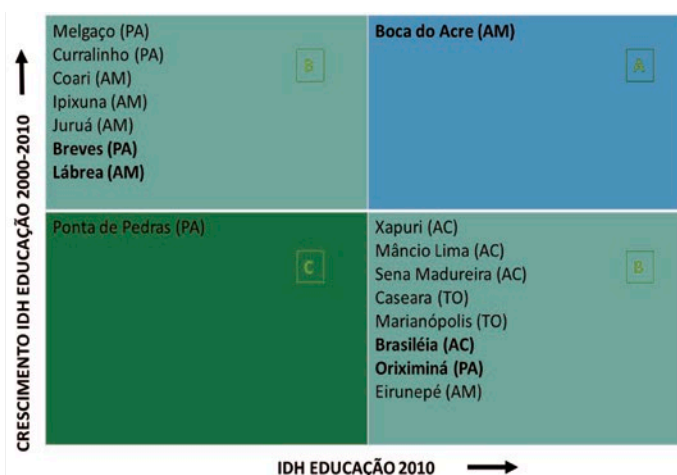 CRESCIMENTO IDH EDUCAÇÃO 2000-2010
Melgaço (PA)
Curralinho (PA)
Coari (AM)
Ipixuna (AM)
Juruá (AM)
Breves (PA)
Lábrea (AM)
B
Boca do Acre (AM)
A
Ponta de Pedras (PA)
C
Xapuri (AC)
Mâncio Lima (AC)
Sena Madureira (AC)
Caseara (TO)
Marianópolis (TO)
Brasiléia (AC)
Oriximiná (PA)
Eirunepé (AM)
B
IDH EDUCAÇÃO 2010